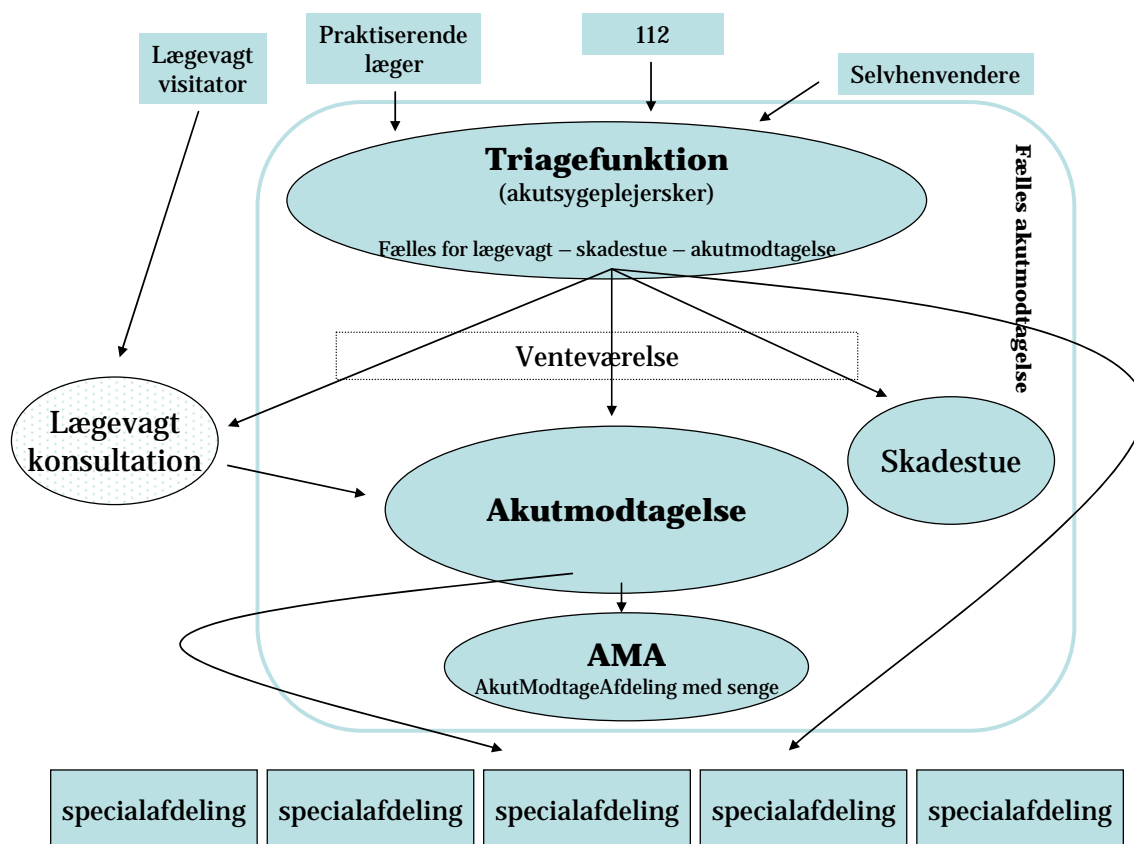 Lægevagt
visitator
Praktiserende
læger
112
Selvhenvendere
Triagefunktion
(akutsygeplejersker)
Fælles for lægevagt – skadestue – akutmodtagelse
Fælles akutmodtagelse
Venteværelse
Lægevagt
konsultation
Skadestue
Akutmodtagelse
AMA
AkutModtageAfdeling med senge
specialafdeling
specialafdeling
specialafdeling
specialafdeling
specialafdeling